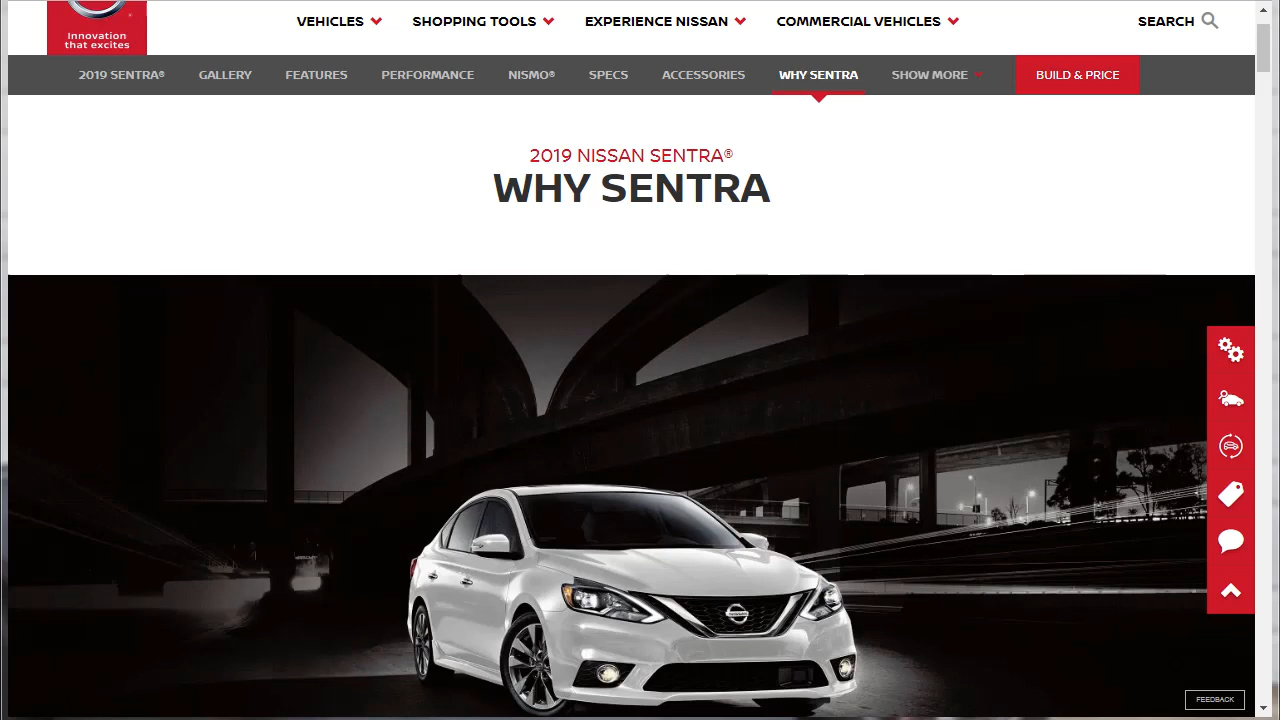 Innovation
that excites
VEHICLES SHOPPING TOOLS EXPERIENCE NISSAN COMMERCIAL VEHICLES SEARCH
2019 SENTRA® GALLERY FEATURES PERFORMANCE NISMO® SPECS ACCESSORIES WHY SENTRA SHOW MORE BUILD & PRICE
2019 NISSAN SENTRA®
WHY SENTRA
NISSAN
FEEDBACK